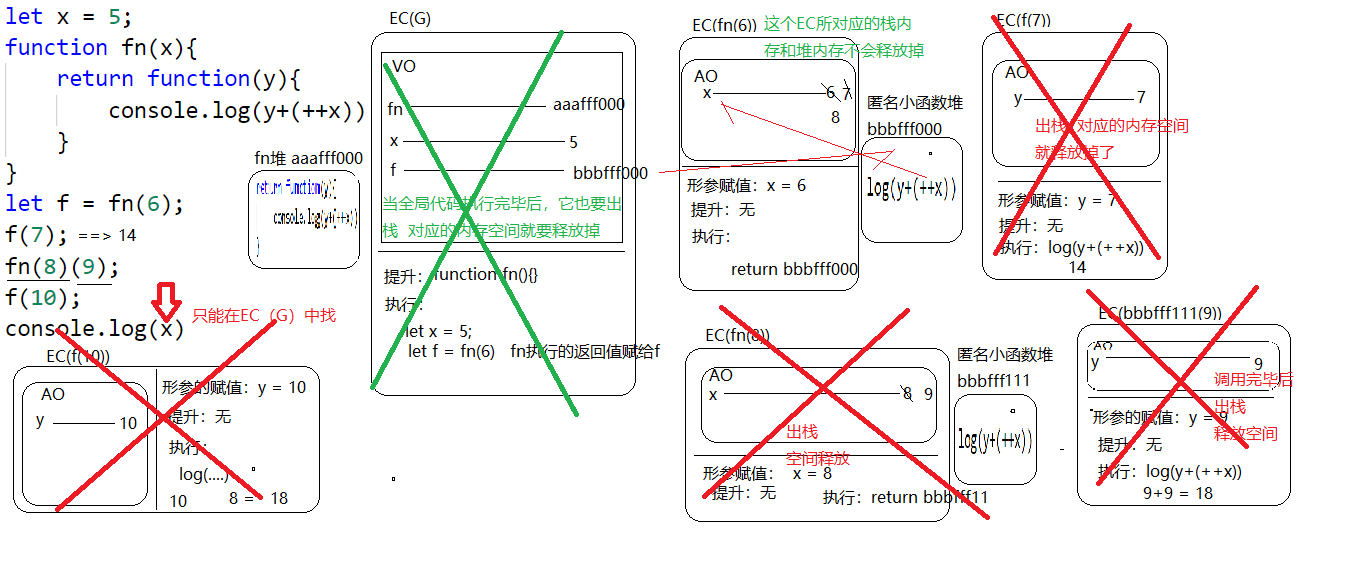 let x = 5;
function fn(x){
return function(y){
console.log(y+(++x))
}
}
let f = fn(6);
f(7); ==> 14
fn(8)(9);
f(10);
console.log(x)
只能在EC（G）中找
fn堆 aaafff000
return function(y){
console.log(y+(++x))
}
EC(G)
VO
fn aaafff000
x 5
f bbbfff000
当全局代码执行完毕后，它也要出
栈 对应的内存空间就要释放掉
提升：function fn(){}
执行：
let x = 5;
let f = fn(6) fn执行的返回值赋给f
EC(fn(6)) 这个EC所对应的栈内
存和堆内存不会释放掉
AO
x 6 7
8
形参赋值：x = 6
提升：无
执行：
return bbbfff000
匿名小函数堆
bbbfff000
log(y+(++x))
EC(f(7))
AO
y 7
出栈 对应的内存空间
就释放掉了
形参赋值：y = 7
提升：无
执行：log(y+(++x))
14
EC(f(10))
AO
y 10
形参的赋值：y = 10
提升：无
执行：
log(....)
10 8 = 18
EC(fn(8))
AO
x 8 9
出栈
空间释放
形参赋值： x = 8
提升：无
执行：return bbbfff11
匿名小函数堆
bbbfff111
log(y+(++x))
EC(bbbfff111(9))
AO
y 9
调用完毕后
出栈
释放空间
形参的赋值：y = 9
提升：无
执行：log(y+(++x))
9+9 = 18